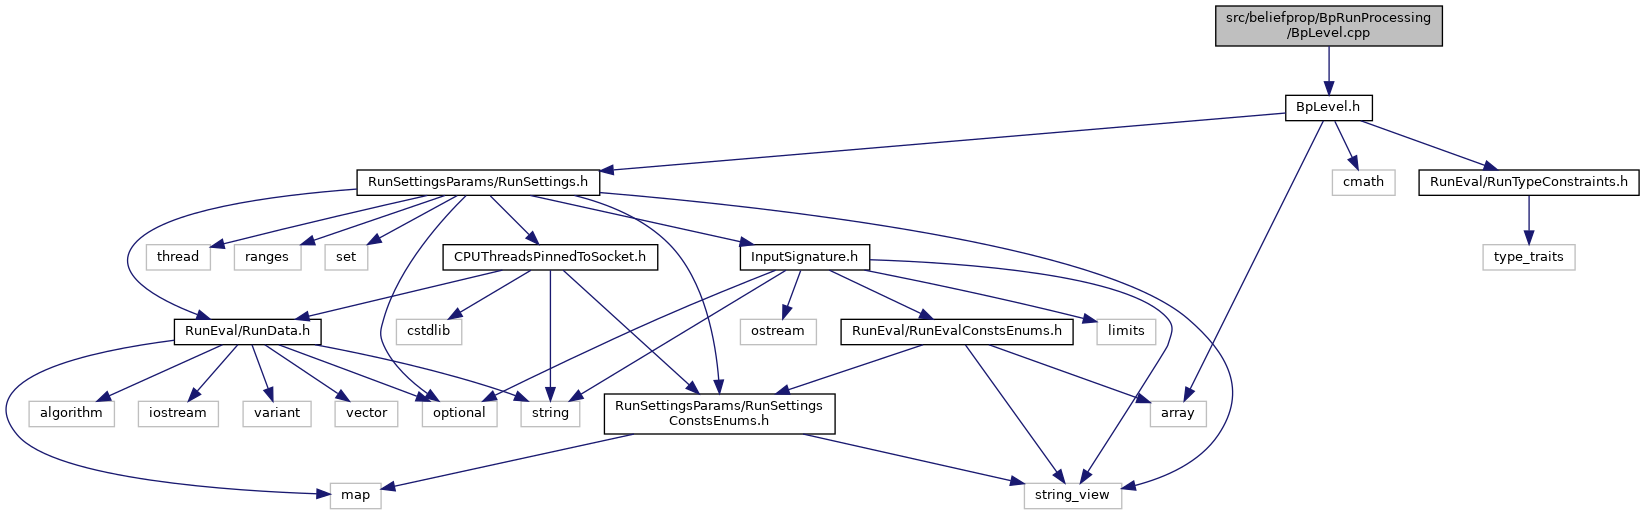 src/beliefprop/BpRunProcessing
/BpLevel.cpp
BpLevel.h
RunSettingsParams/RunSettings.h
cmath
RunEval/RunTypeConstraints.h
thread
ranges
set
CPUThreadsPinnedToSocket.h
InputSignature.h
type_traits
RunEval/RunData.h
cstdlib
ostream
RunEval/RunEvalConstsEnums.h
limits
algorithm
iostream
variant
vector
optional
string
RunSettingsParams/RunSettings
ConstsEnums.h
array
map
string_view